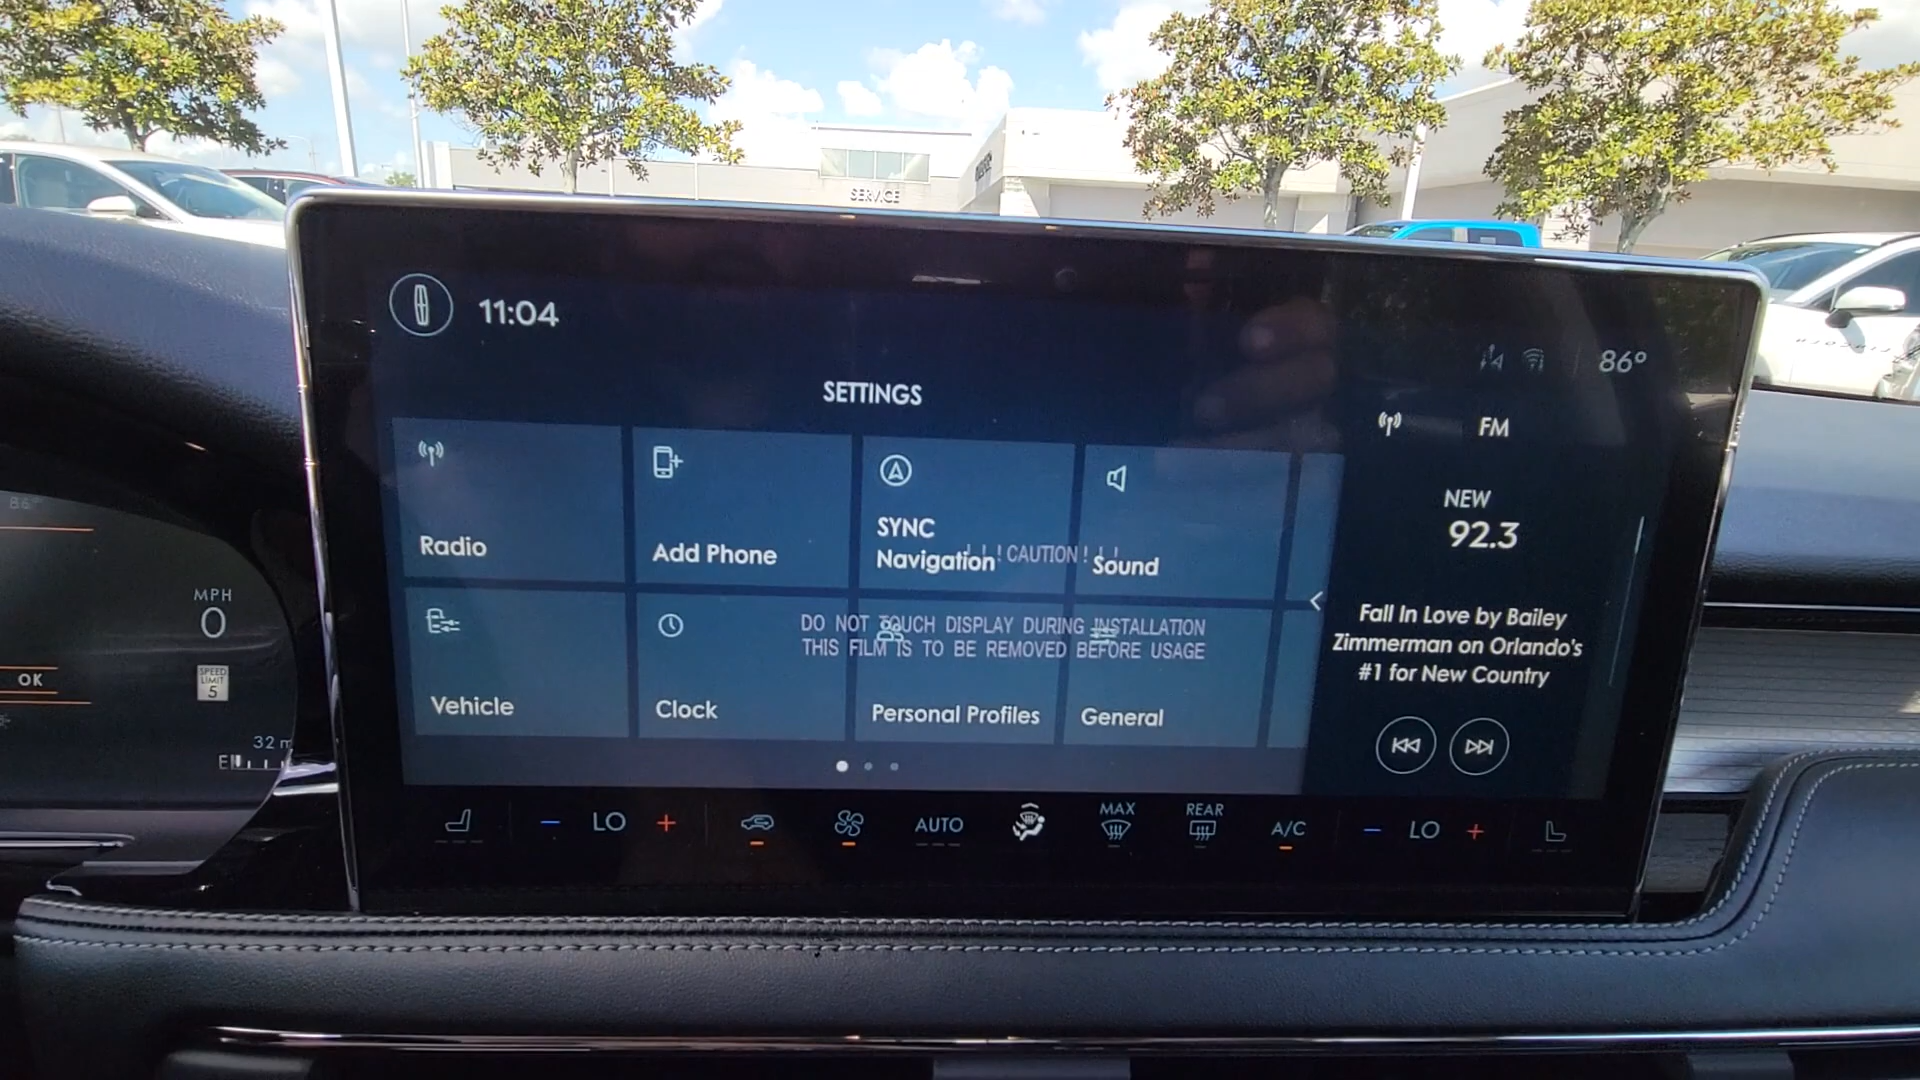 SERVICE
11:04
86°
SETTINGS
FM
Radio
Add Phone
SYNC
Navigation
Sound
NEW
92.3
! ! ! CAUTION ! ! !
DO NOT TOUCH DISPLAY DURING INSTALLATION
THIS FILM IS TO BE REMOVED BEFORE USAGE
Fall In Love by Bailey
Zimmerman on Orlando's
#1 for New Country
Vehicle
Clock
Personal Profiles
General
LO
AUTO
MAX
REAR
A/C
LO
86°
MPH
0
OK
SPEED
LIMIT
5
32 m
E